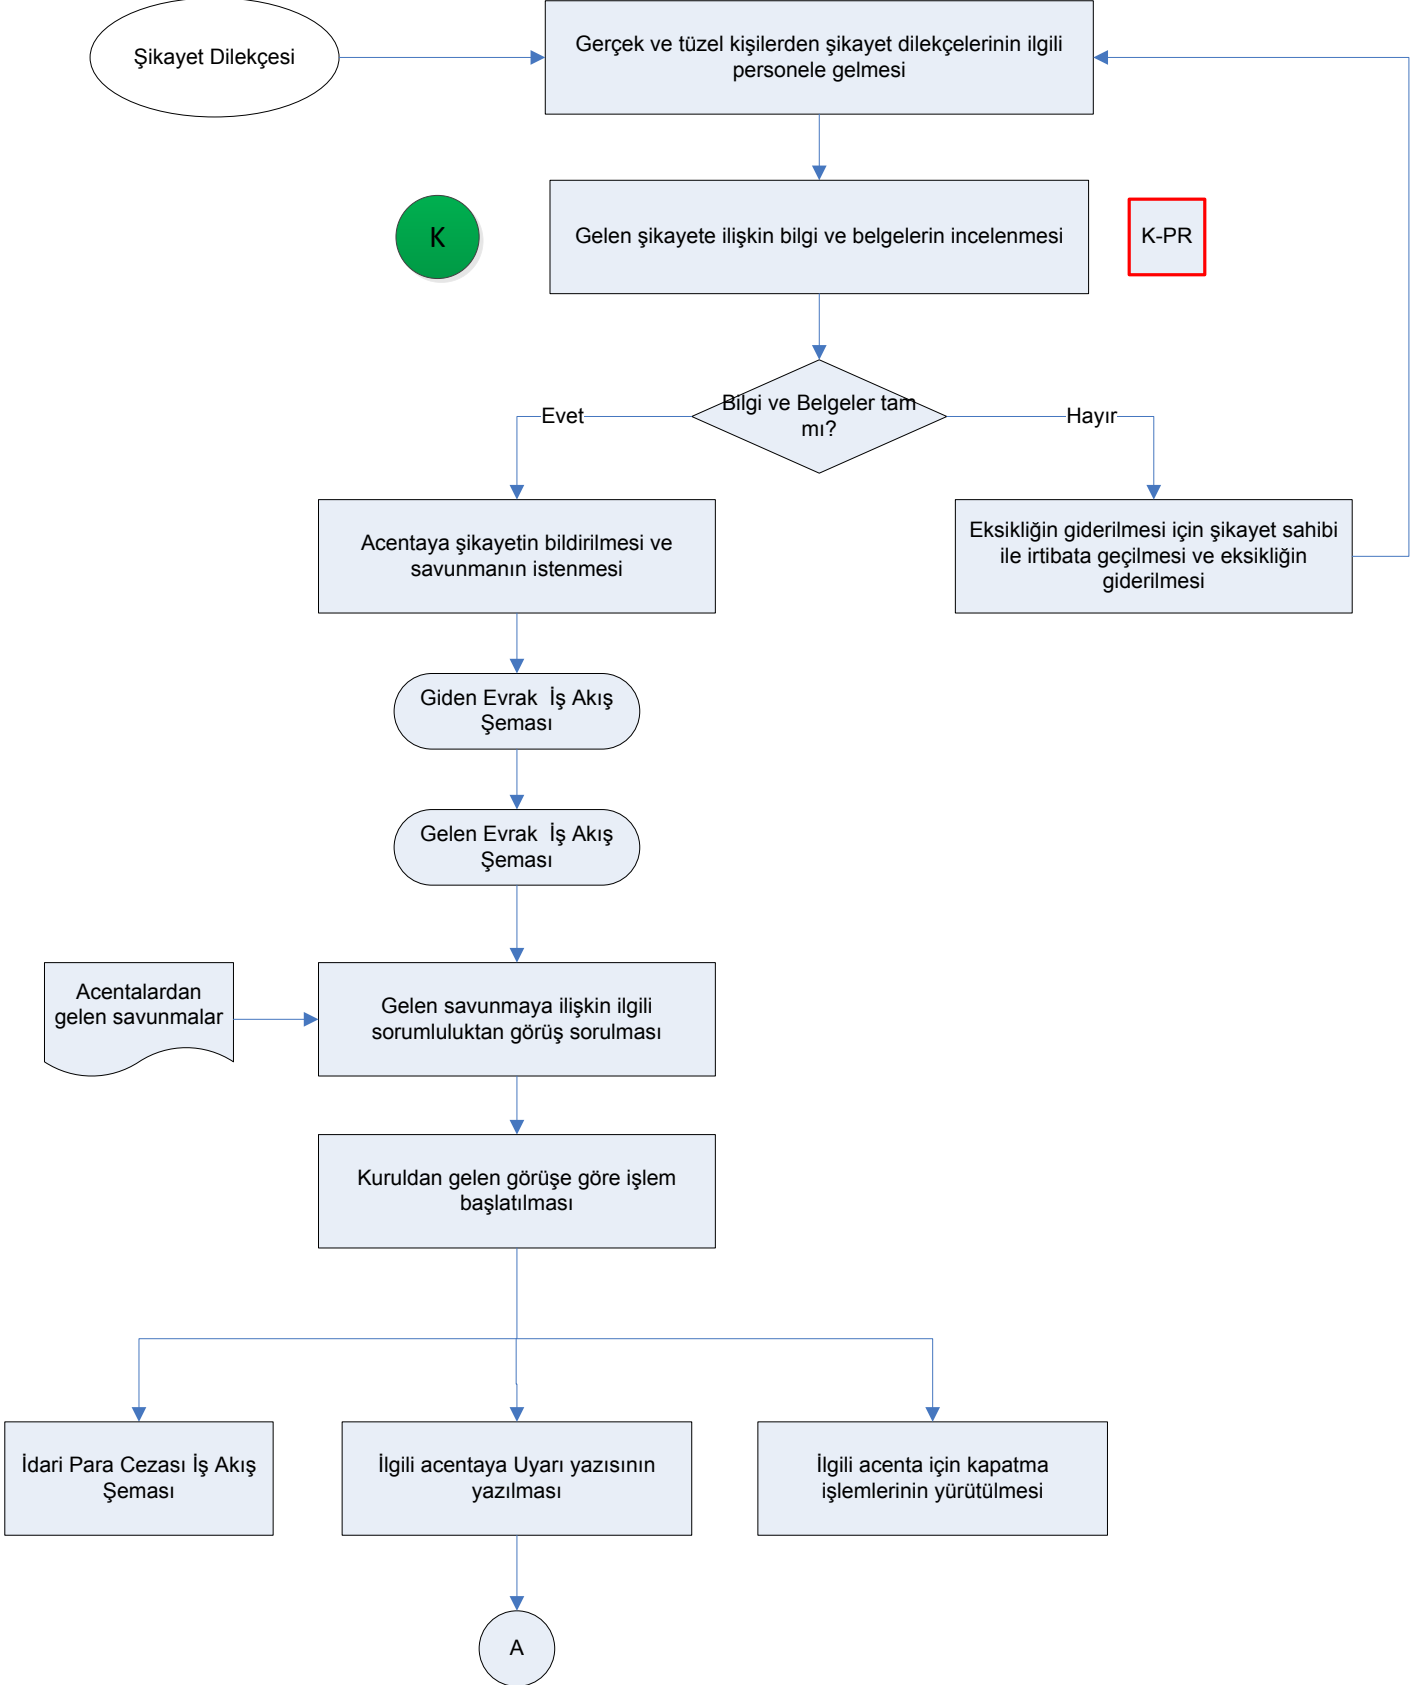 Şikayet Dilekçesi
Gerçek ve tüzel kişilerden şikayet dilekçelerinin ilgili
personele gelmesi
K
Gelen şikayete ilişkin bilgi ve belgelerin incelenmesi
K-PR
Bilgi ve Belgeler tam
mı?
Evet
Hayır
Acentaya şikayetin bildirilmesi ve
savunmanın istenmesi
Eksikliğin giderilmesi için şikayet sahibi
ile irtibata geçilmesi ve eksikliğin
giderilmesi
Giden Evrak  İş Akış
Şeması
Gelen Evrak  İş Akış
Şeması
Acentalardan
gelen savunmalar
Gelen savunmaya ilişkin ilgili
sorumluluktan görüş sorulması
Kuruldan gelen görüşe göre işlem
başlatılması
İdari Para Cezası İş Akış
Şeması
İlgili acentaya Uyarı yazısının
yazılması
İlgili acenta için kapatma
işlemlerinin yürütülmesi
A